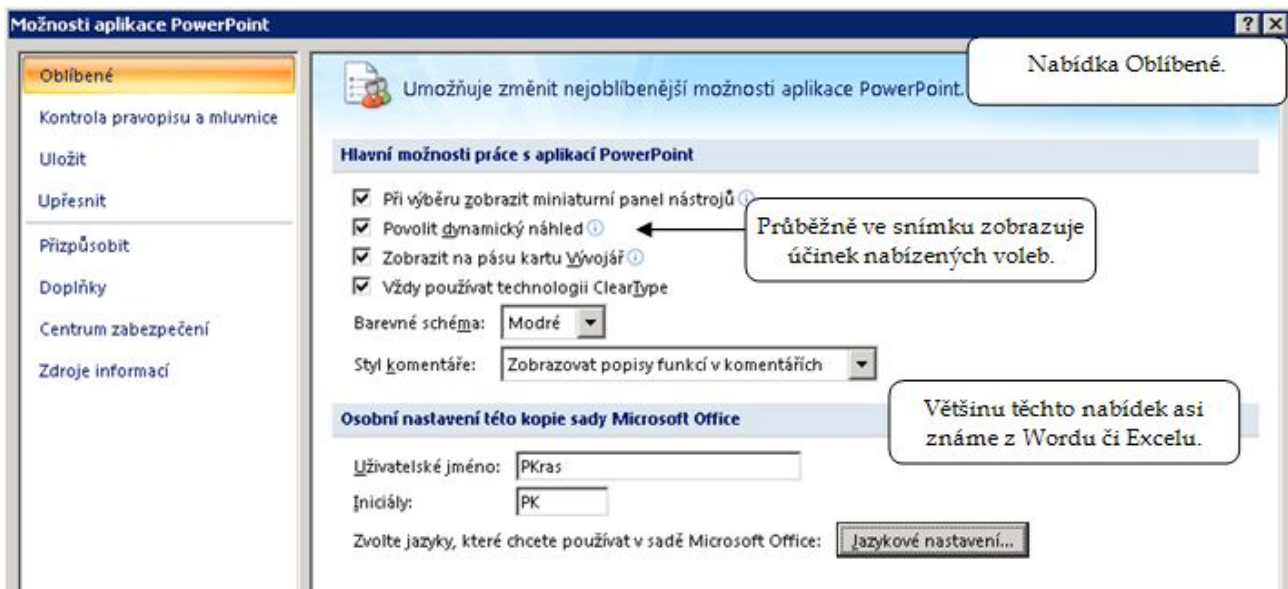 Možnosti aplikace PowerPoint
Oblíbené
Kontrola pravopisu a mluvnice
Uložit
Upřesnit
Přizpůsobit
Doplňky
Centrum zabezpečení
Zdroje informací
Umožňuje změnit nejoblíbenější možnosti aplikace PowerPoint.
Nabídka Oblíbené.
Hlavní možnosti práce s aplikací PowerPoint
Při výběru zobrazit miniaturní panel nástrojů
Povolit dynamický náhled
Průběžně ve snímku zobrazuje
účinek nabízených voleb.
Zobrazit na pásu kartu Vývojář
Vždy používat technologii ClearType
Barevné schéma: Modré
Styl komentáře: Zobrazovat popisy funkcí v komentářích
Většinu těchto nabídek asi
známe z Wordu či Excelu.
Osobní nastavení této kopie sady Microsoft Office
Uživatelské jméno: PKras
Iniciály: PK
Zvolte jazyky, které chcete používat v sadě Microsoft Office: Jazykové nastavení...